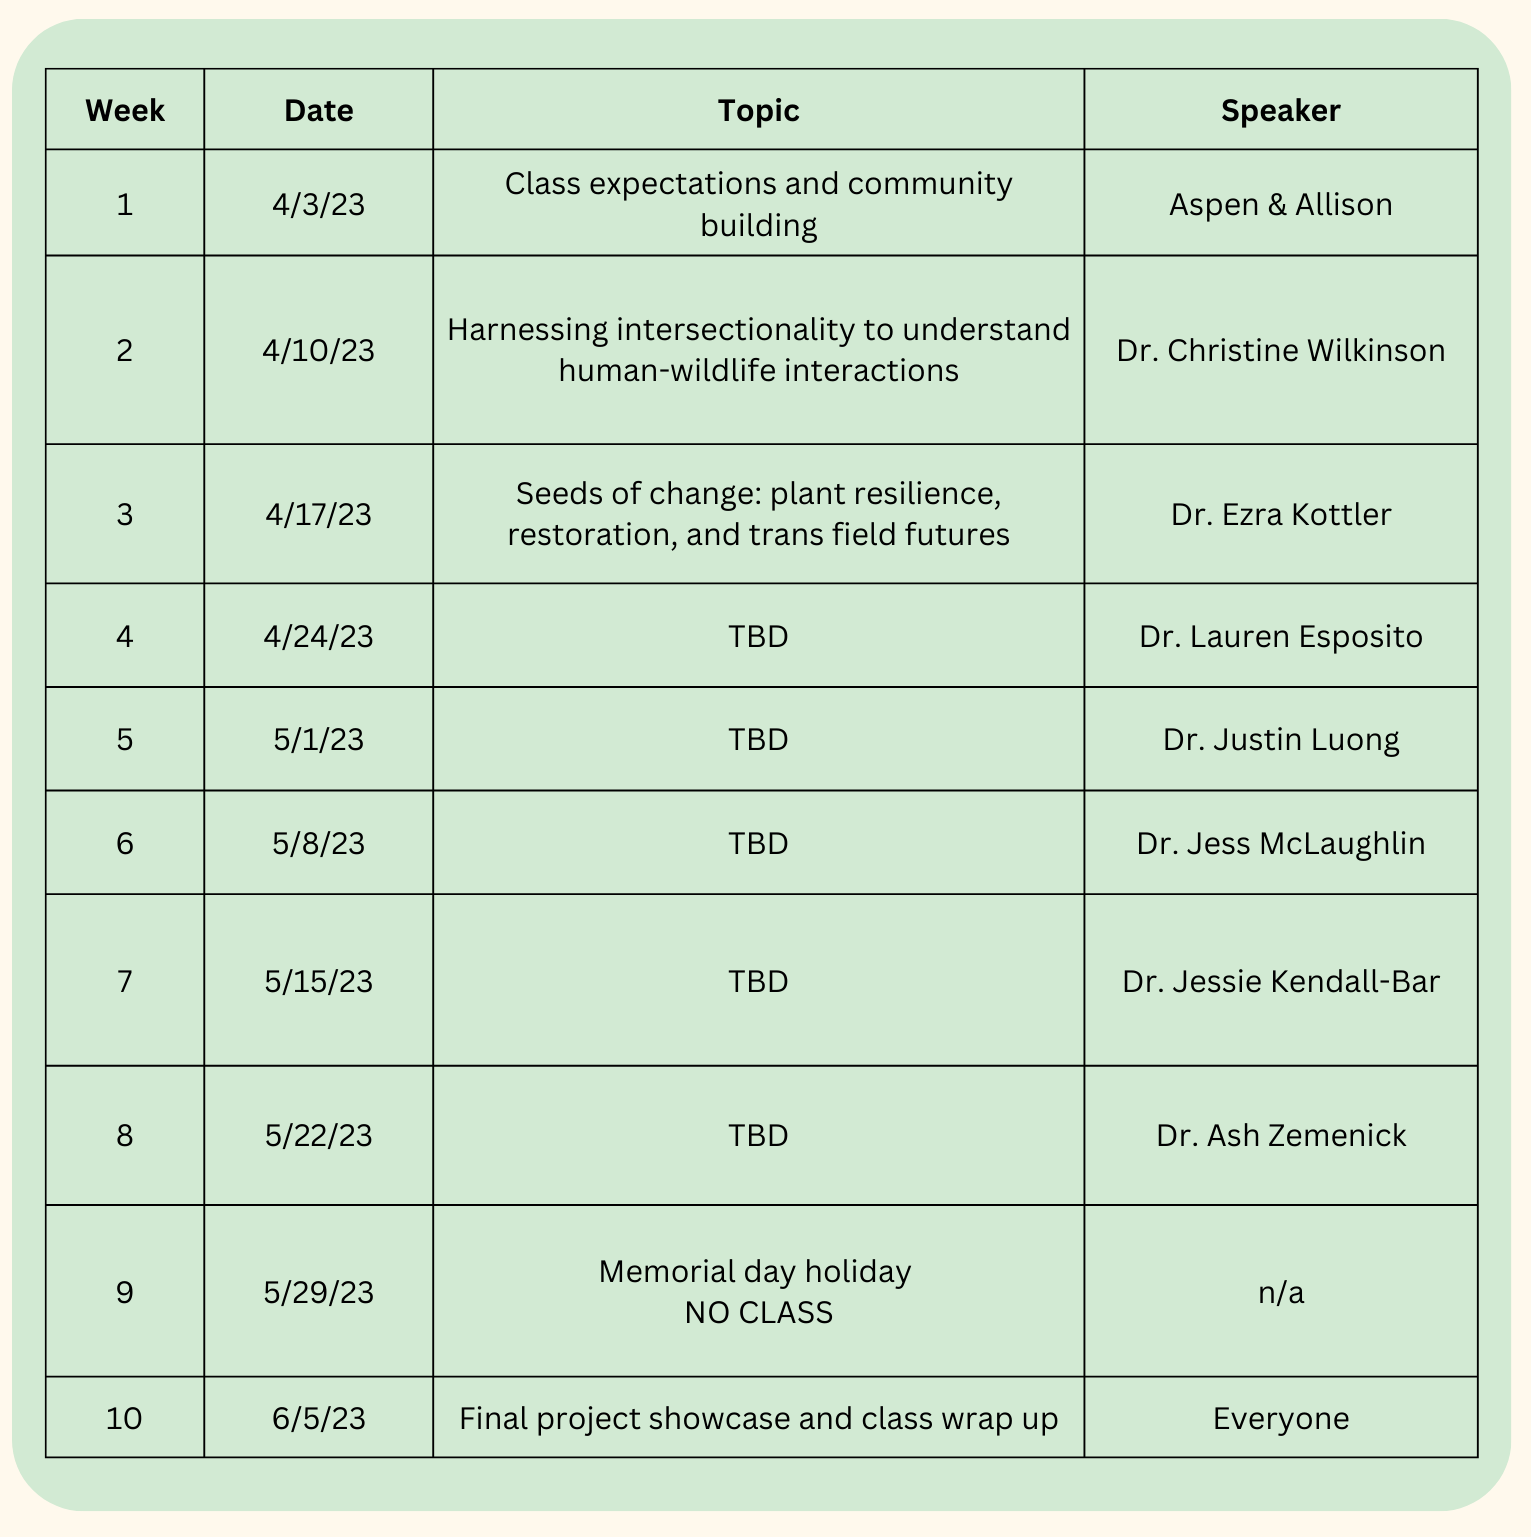 Week Date Topic Speaker
1 4/3/23 Class expectations and community
building Aspen & Allison
2 4/10/23 Harnessing intersectionality to understand
human-wildlife interactions Dr. Christine Wilkinson
3 4/17/23 Seeds of change: plant resilience,
restoration, and trans field futures Dr. Ezra Kottler
4 4/24/23 TBD Dr. Lauren Esposito
5 5/1/23 TBD Dr. Justin Luong
6 5/8/23 TBD Dr. Jess McLaughlin
7 5/15/23 TBD Dr. Jessie Kendall-Bar
8 5/22/23 TBD Dr. Ash Zemenick
9 5/29/23 Memorial day holiday
NO CLASS n/a
10 6/5/23 Final project showcase and class wrap up Everyone